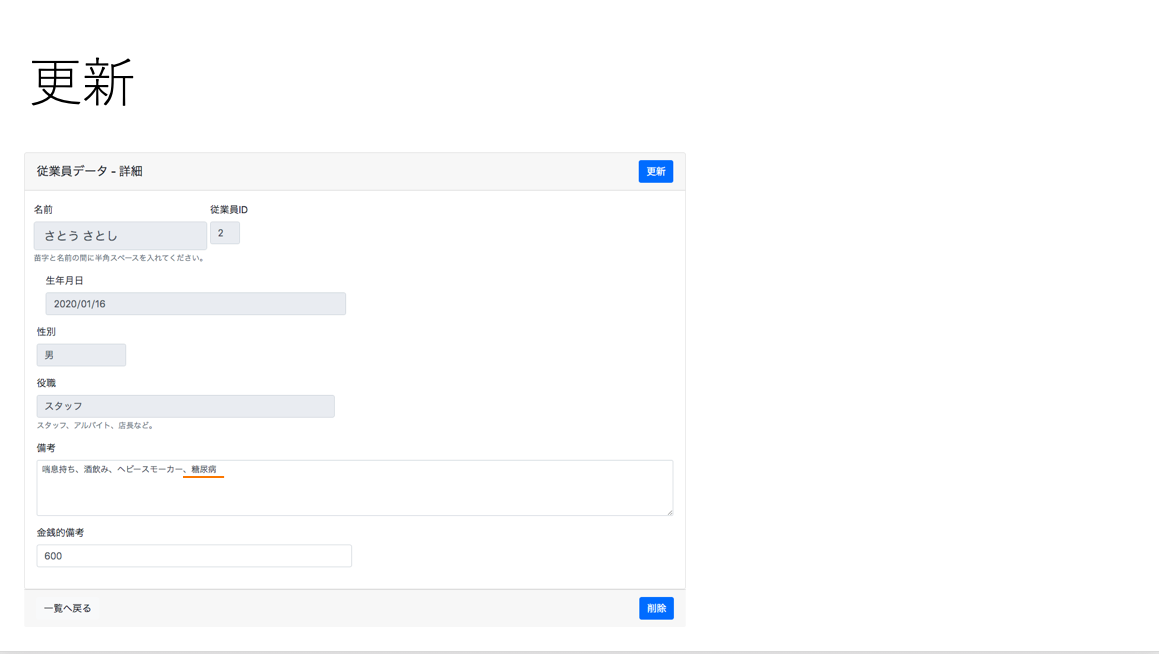 更新
従業員データ - 詳細
更新
名前
従業員ID
さとう さとし
2
苗字と名前の間に半角スペースを入れてください。
生年月日
2020/01/16
性別
男
役職
スタッフ
スタッフ、アルバイト、店長など。
備考
喘息持ち、酒飲み、ヘビースモーカー、糖尿病
金銭的備考
600
一覧へ戻る
削除